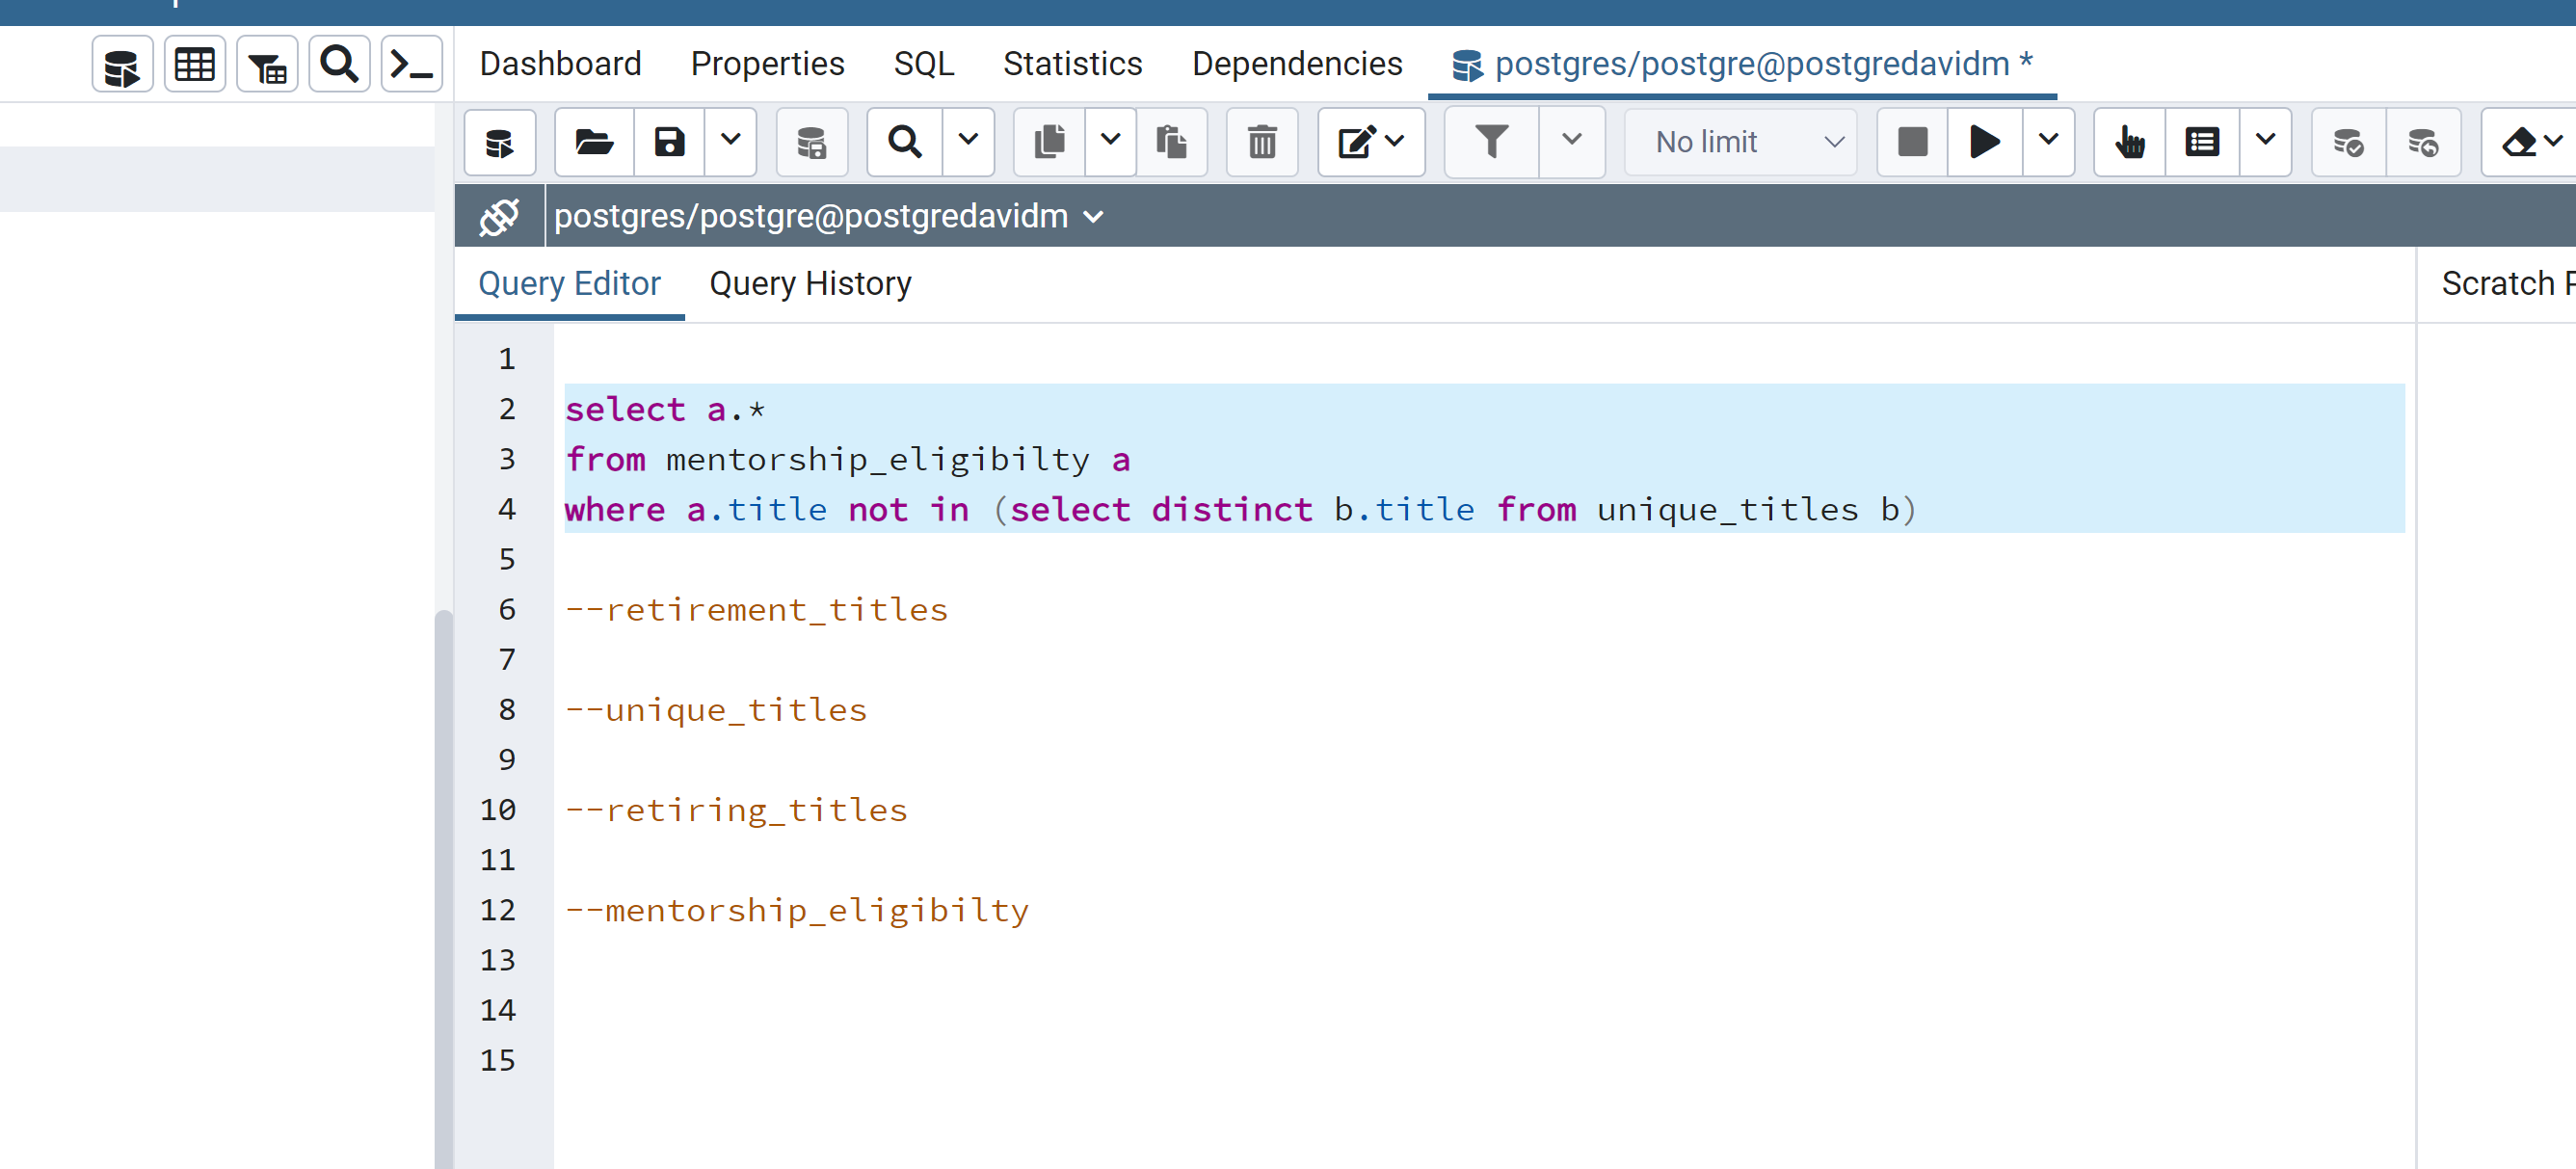 Dashboard Properties SQL Statistics Dependencies postgres/postgre@postgredavidm *
No limit
postgres/postgre@postgredavidm
Query Editor Query History Scratch
1
2 select a.*
3 from mentorship_eligibilty a
4 where a.title not in (select distinct b.title from unique_titles b)
5
6 --retirement_titles
7
8 --unique_titles
9
10 --retiring_titles
11
12 --mentorship_eligibilty
13
14
15